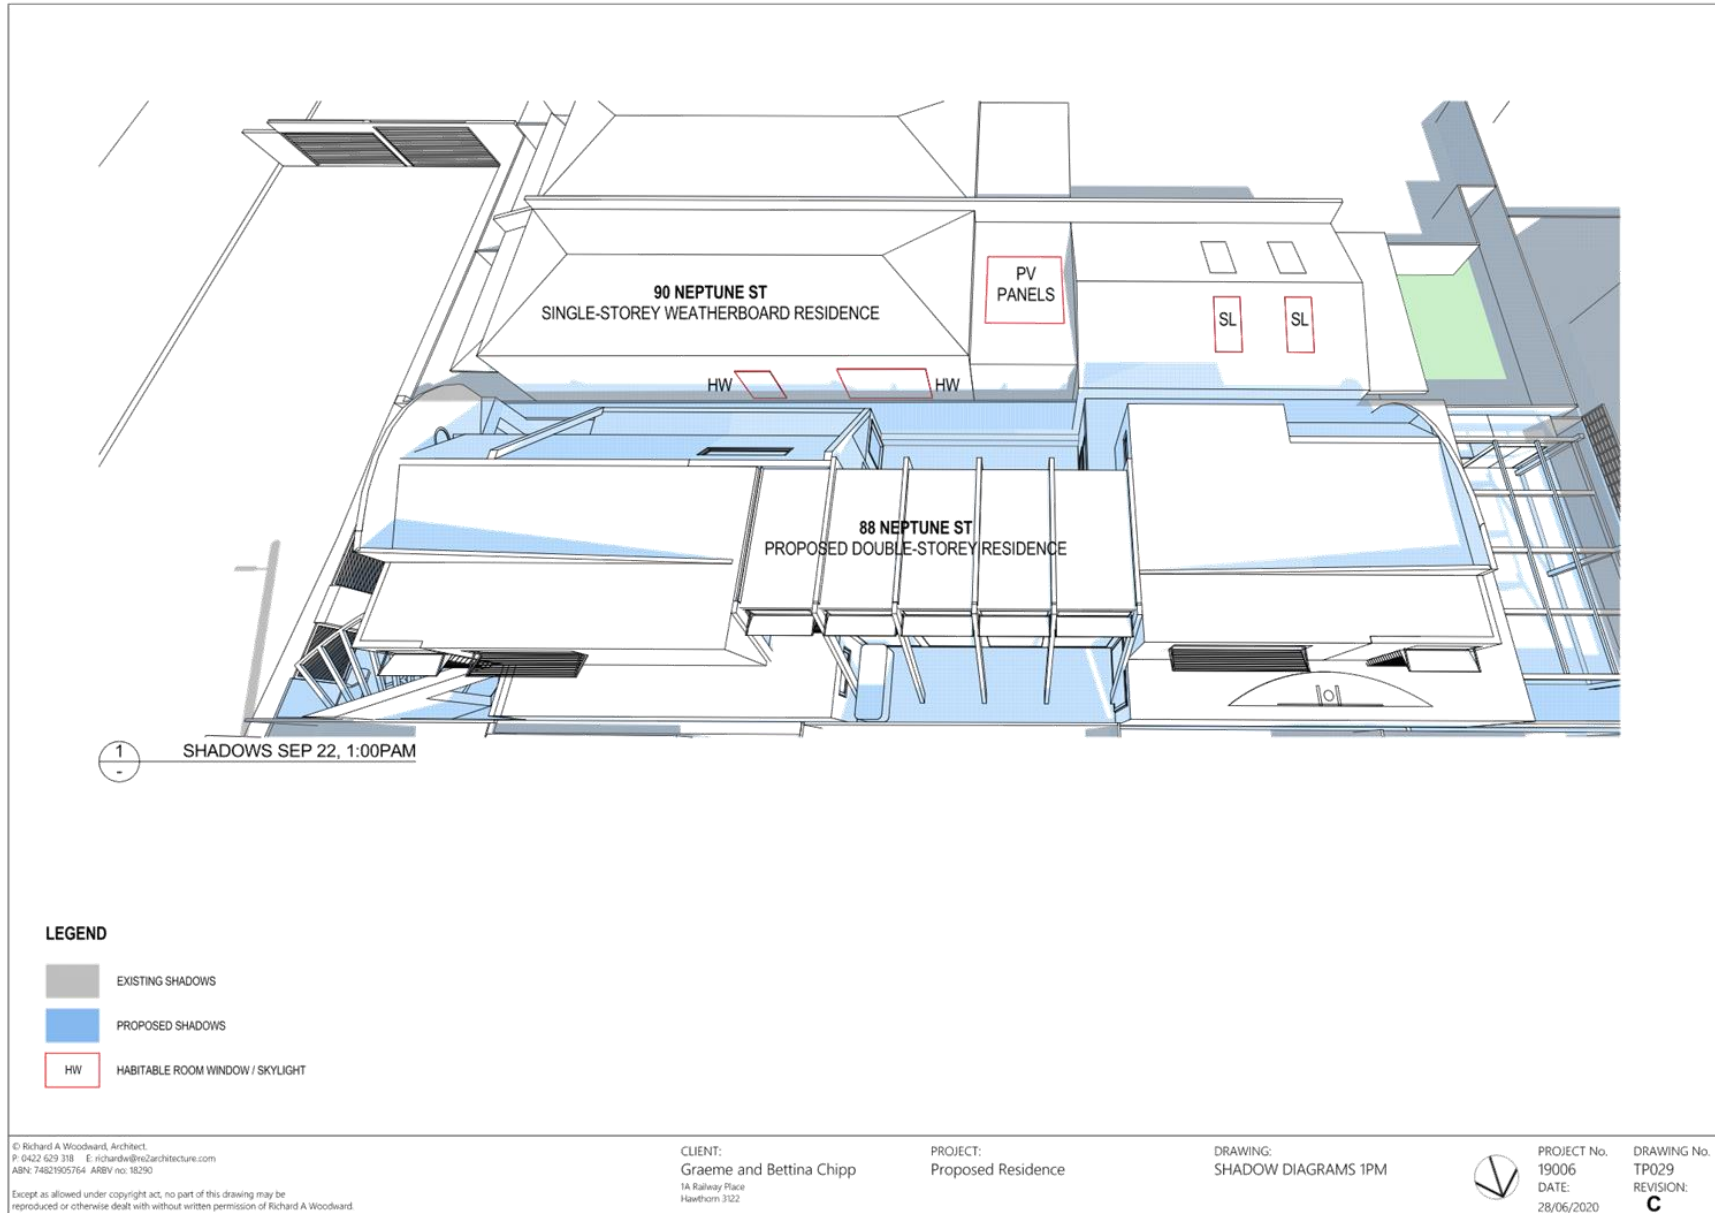 90 NEPTUNE ST
SINGLE-STOREY WEATHERBOARD RESIDENCE
PV
PANELS
SL
SL
HW
HW
88 NEPTUNE ST
PROPOSED DOUBLE-STOREY RESIDENCE
1
-
SHADOWS SEP 22, 1:00PAM
LEGEND
EXISTING SHADOWS
PROPOSED SHADOWS
HW
HABITABLE ROOM WINDOW / SKYLIGHT
© Richard A Woodward, Architect.
P: 0422 629 318 E: richardw@re2architecture.com
ABN: 74821905764 ARBV no: 18290
Except as allowed under copyright act, no part of this drawing may be
reproduced or otherwise dealt with without written permission of Richard A Woodward.
CLIENT:
Graeme and Bettina Chipp
1A Railway Place
Hawthorn 3122
PROJECT:
Proposed Residence
DRAWING:
SHADOW DIAGRAMS 1PM
PROJECT No.
19006
DATE:
28/06/2020
DRAWING No.
TP029
REVISION:
C